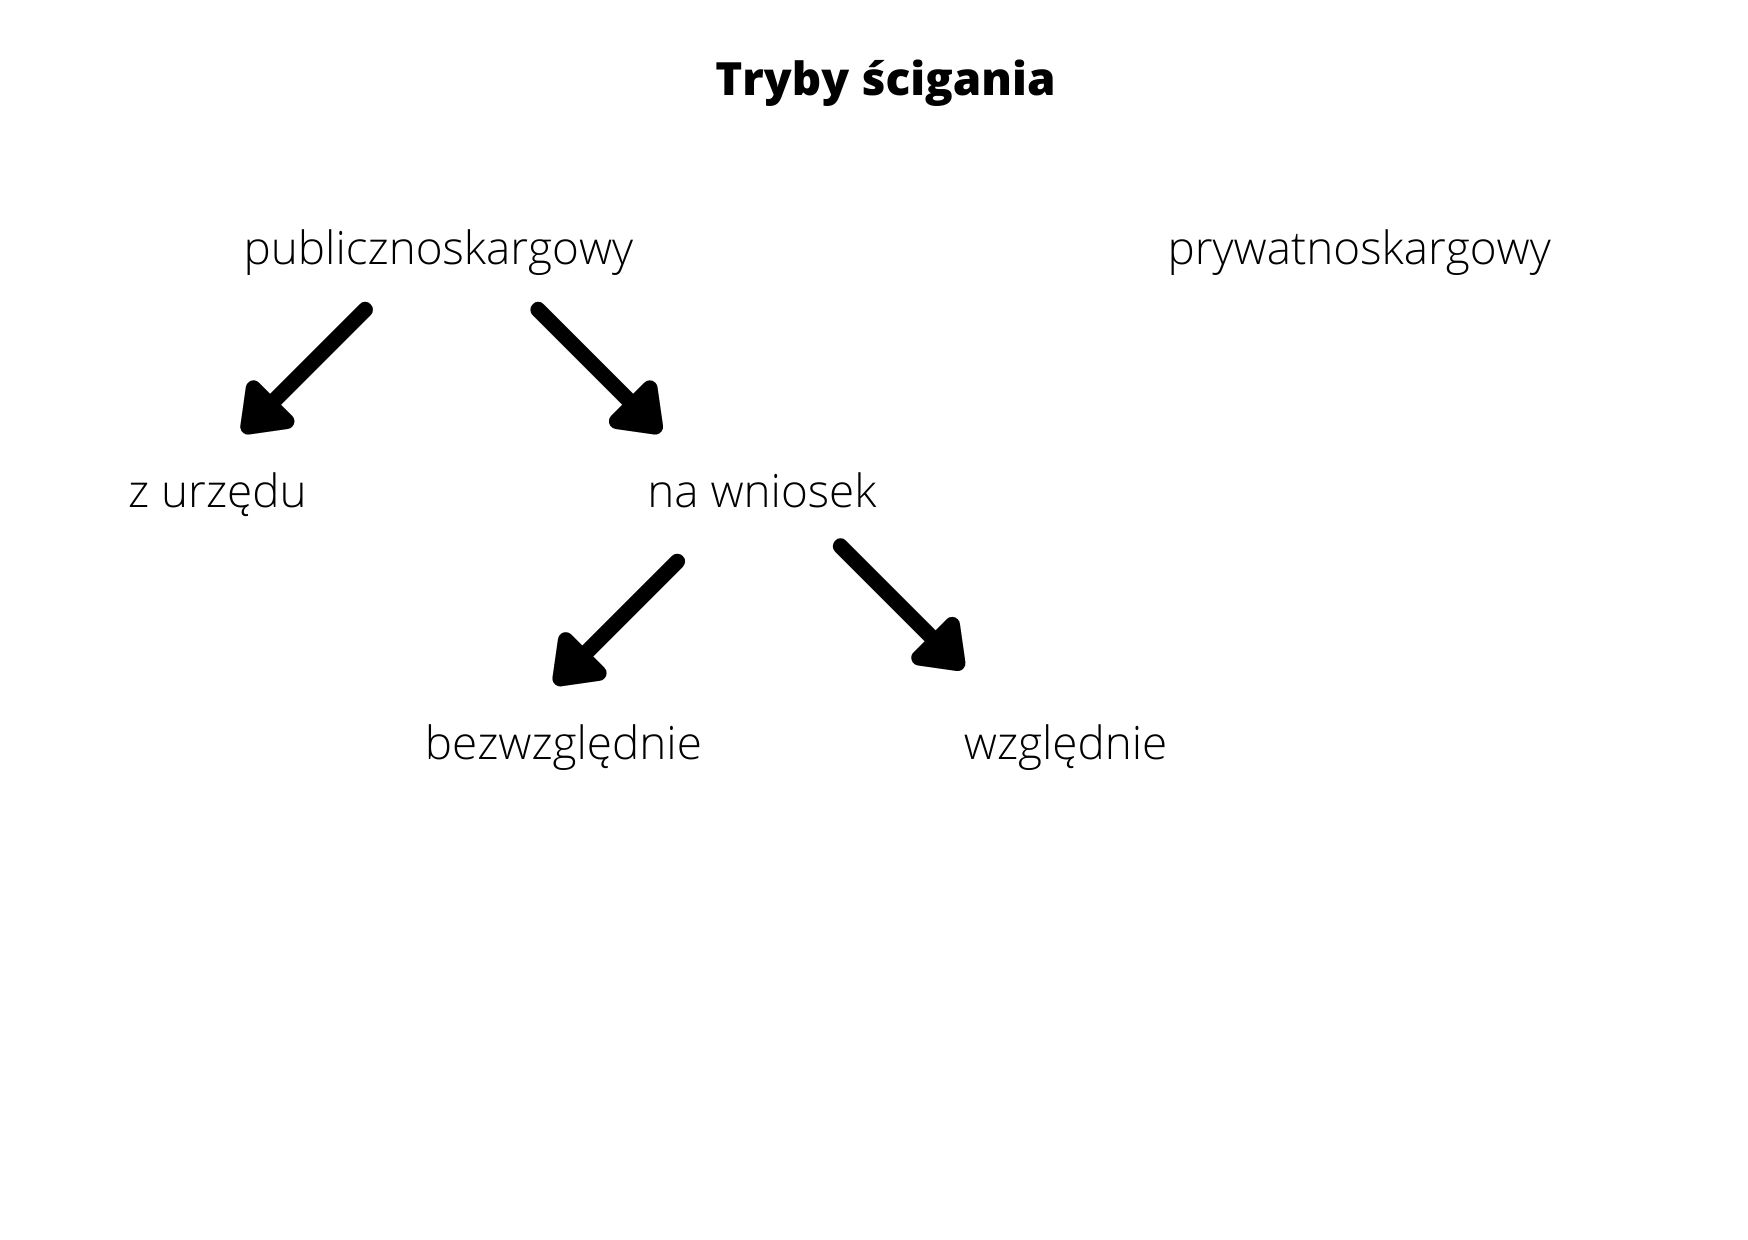 Tryby ścigania
publicznoskargowy
prywatnoskargowy
z urzędu
na wniosek
bezwzględnie
względnie